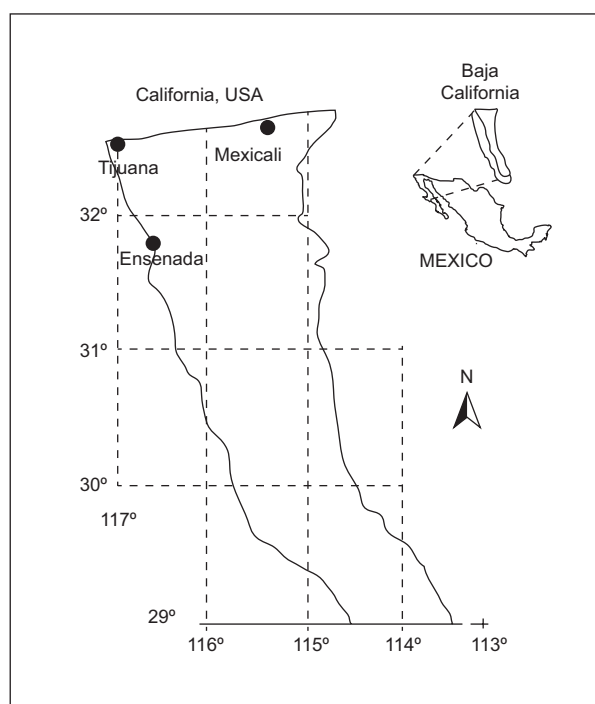 Baja
California
California, USA
Tijuana
Mexicali
32º
Ensenada
MEXICO
31º
N
30º
117º
29º
116º
115º
114º
113º